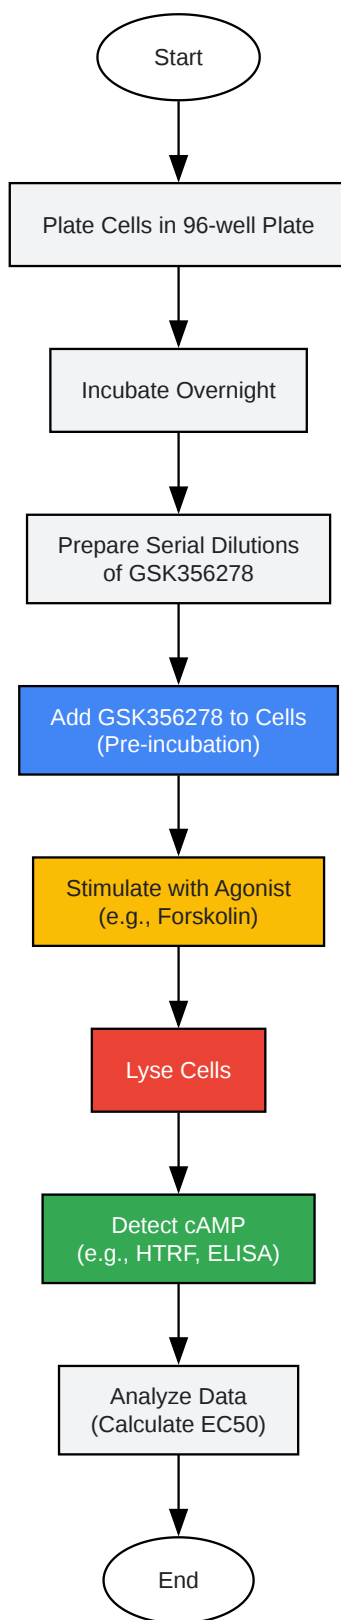 Start
Plate Cells in 96-well Plate
Incubate Overnight
Prepare Serial Dilutions
of GSK356278
Add GSK356278 to Cells
(Pre-incubation)
Stimulate with Agonist
(e.g., Forskolin)
Lyse Cells
Detect cAMP
(e.g., HTRF, ELISA)
Analyze Data
(Calculate EC50)
End